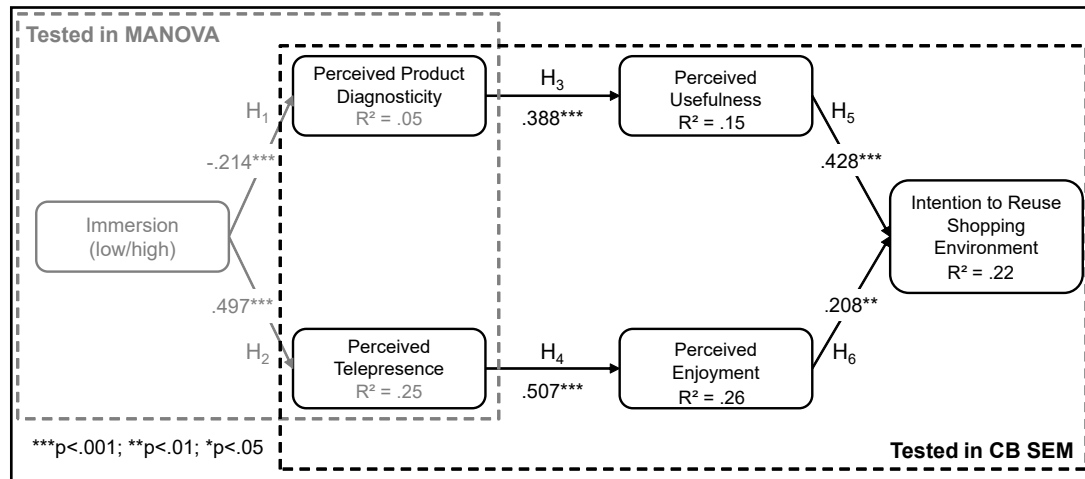 Tested in MANOVA
Perceived Product
Diagnosticity
R² = .05
H₃
.388***
Perceived
Usefulness
R² = .15
H₁
-.214***
H₅
.428***
Immersion
(low/high)
Intention to Reuse
Shopping
Environment
R² = .22
.497***
H₂
.208**
H₆
Perceived
Telepresence
R² = .25
H₄
.507***
Perceived
Enjoyment
R² = .26
***p<.001; **p<.01; *p<.05
Tested in CB SEM